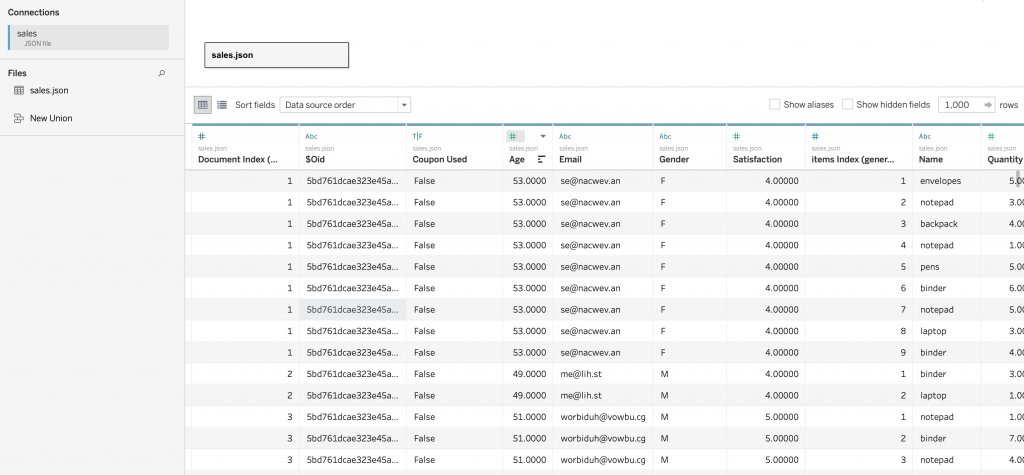 Connections
sales
JSON file
Files
sales.json
New Union
sales.json
Sort fields Data source order Show aliases Show hidden fields 1,000 rows
# Abc T|F # Abc Abc # # Abc #
sales.json sales.json sales.json sales.json sales.json sales.json sales.json sales.json sales.json sales.json
Document Index (... $Oid Coupon Used Age Email Gender Satisfaction items Index (gener... Name Quantity
1 5bd761dcae323e45a... False 53.0000 se@nacwev.an F 4.00000 1 envelopes 5.00
1 5bd761dcae323e45a... False 53.0000 se@nacwev.an F 4.00000 2 notepad 3.00
1 5bd761dcae323e45a... False 53.0000 se@nacwev.an F 4.00000 3 backpack 4.00
1 5bd761dcae323e45a... False 53.0000 se@nacwev.an F 4.00000 4 notepad 1.00
1 5bd761dcae323e45a... False 53.0000 se@nacwev.an F 4.00000 5 pens 5.00
1 5bd761dcae323e45a... False 53.0000 se@nacwev.an F 4.00000 6 binder 6.00
1 5bd761dcae323e45a... False 53.0000 se@nacwev.an F 4.00000 7 notepad 5.00
1 5bd761dcae323e45a... False 53.0000 se@nacwev.an F 4.00000 8 laptop 3.00
1 5bd761dcae323e45a... False 53.0000 se@nacwev.an F 4.00000 9 binder 4.00
2 5bd761dcae323e45a... False 49.0000 me@lih.st M 4.00000 1 binder 3.00
2 5bd761dcae323e45a... False 49.0000 me@lih.st M 4.00000 2 laptop 1.00
3 5bd761dcae323e45a... False 51.0000 worbiduh@vowbu.cg M 5.00000 1 notepad 1.00
3 5bd761dcae323e45a... False 51.0000 worbiduh@vowbu.cg M 5.00000 2 binder 7.00
3 5bd761dcae323e45a... False 51.0000 worbiduh@vowbu.cg M 5.00000 3 notepad 4.00